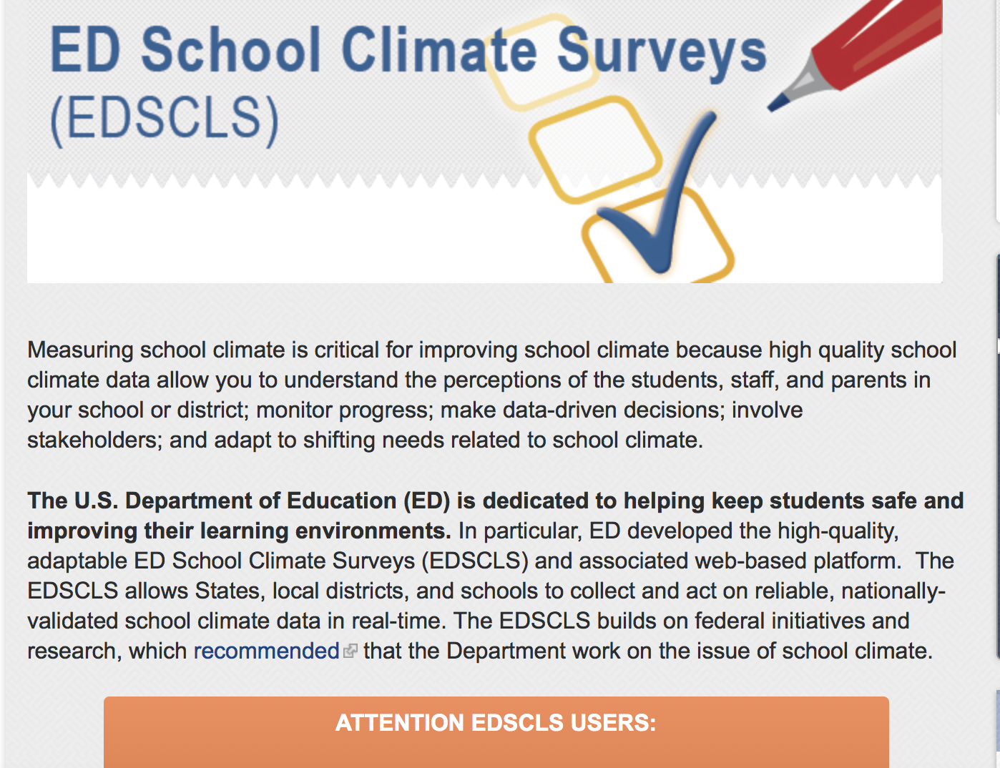 ED School Climate Surveys
(EDSCLS)
Measuring school climate is critical for improving school climate because high quality school
climate data allow you to understand the perceptions of the students, staff, and parents in
your school or district; monitor progress; make data-driven decisions; involve
stakeholders; and adapt to shifting needs related to school climate.
The U.S. Department of Education (ED) is dedicated to helping keep students safe and
improving their learning environments. In particular, ED developed the high-quality,
adaptable ED School Climate Surveys (EDSCLS) and associated web-based platform.  The
EDSCLS allows States, local districts, and schools to collect and act on reliable, nationally-
validated school climate data in real-time. The EDSCLS builds on federal initiatives and
research, which recommended that the Department work on the issue of school climate.
ATTENTION EDSCLS USERS: